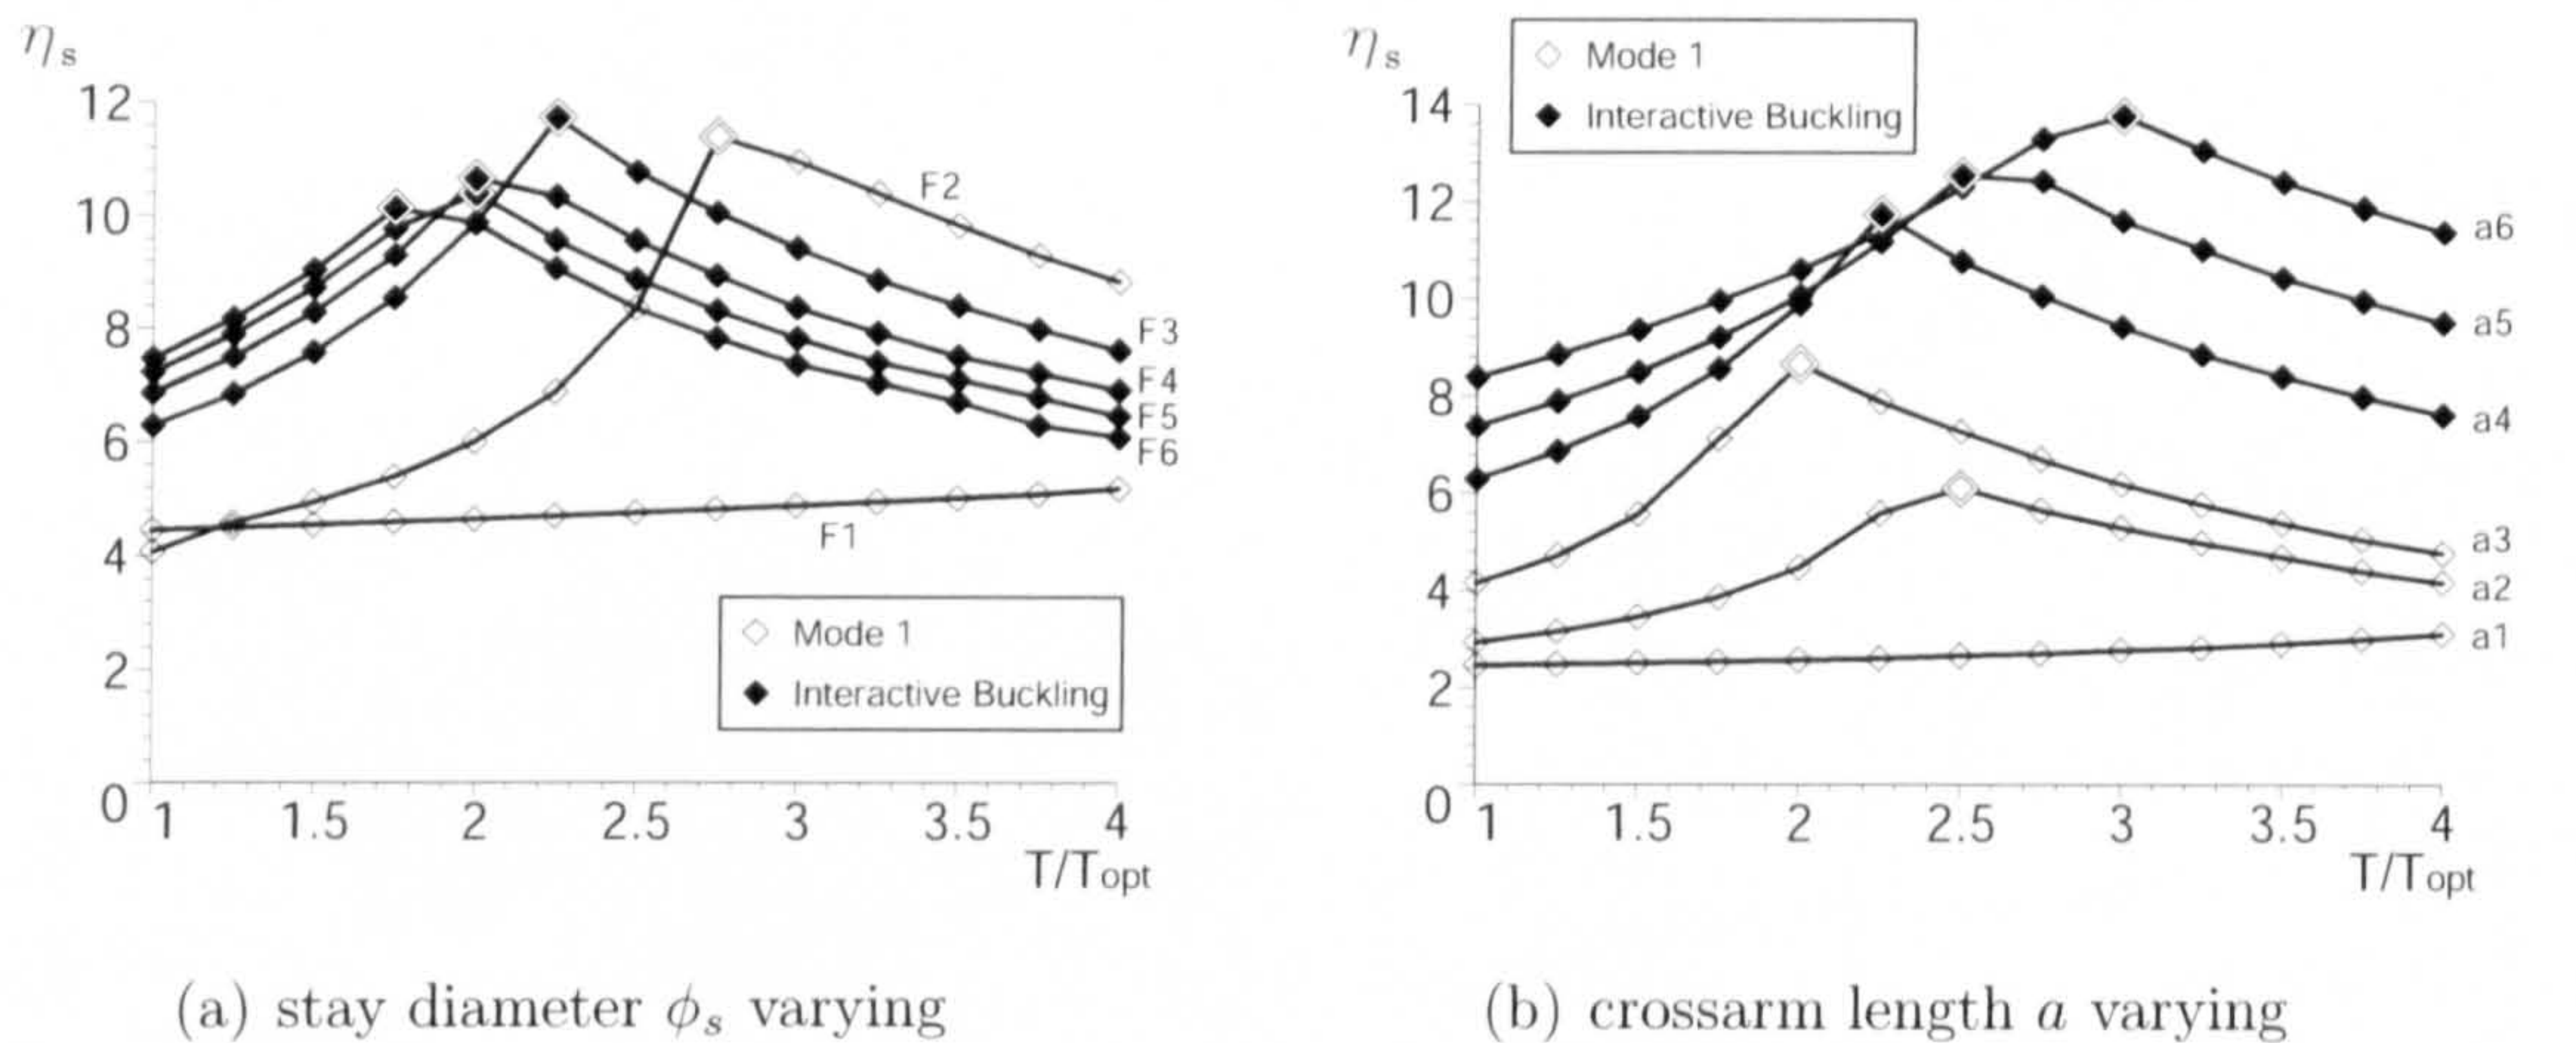 ηs
12
10
8
6
4
2
0
1 1.5 2 2.5 3 3.5 4
T/Topt
F2
F3
F4
F5
F6
F1
Mode 1
Interactive Buckling
(a) stay diameter ϕs varying
ηs
14
12
10
8
6
4
2
0
1 1.5 2 2.5 3 3.5 4
T/Topt
Mode 1
Interactive Buckling
a6
a5
a4
a3
a2
a1
(b) crossarm length a varying